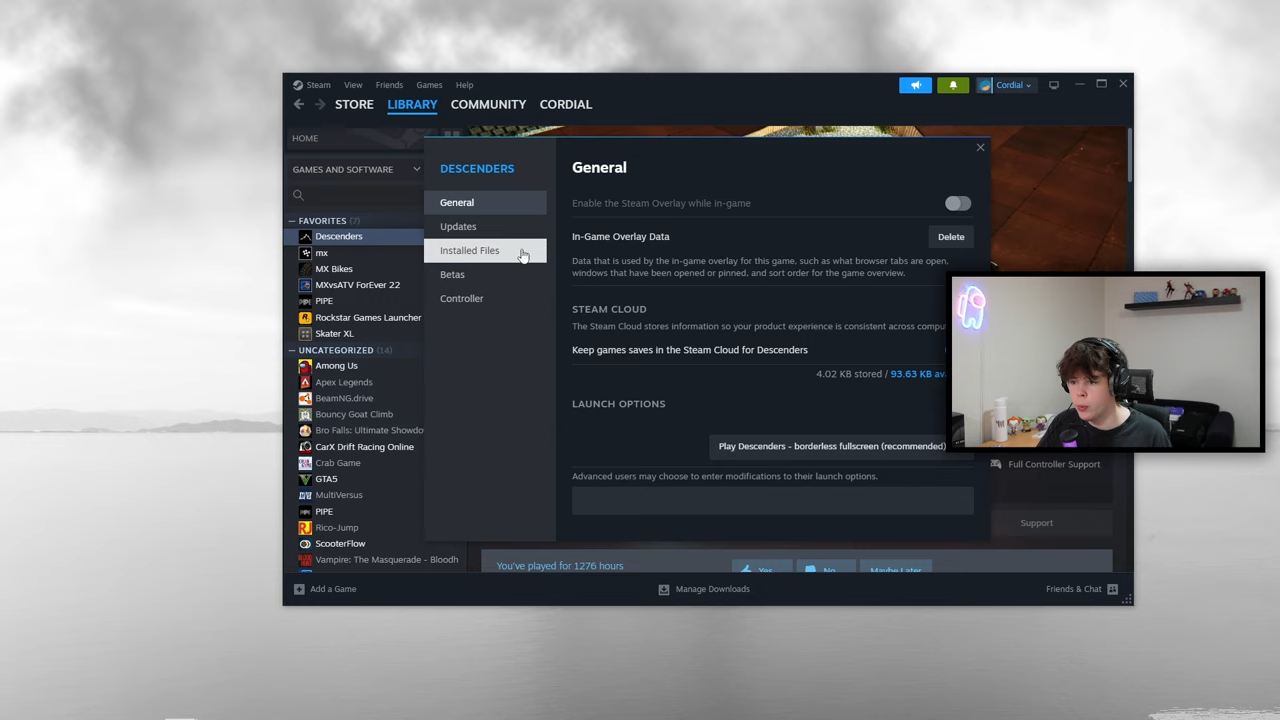 Steam View Friends Games Help
Cordial
STORE LIBRARY COMMUNITY CORDIAL
HOME
GAMES AND SOFTWARE
FAVORITES (7)
Descenders
mx
MX Bikes
MXvsATV ForEver 22
PIPE
Rockstar Games Launcher
Skater XL
UNCATEGORIZED (14)
Among Us
Apex Legends
BeamNG.drive
Bouncy Goat Climb
Bro Falls: Ultimate Showdo
CarX Drift Racing Online
Crab Game
GTA5
MultiVersus
PIPE
Rico-Jump
ScooterFlow
Vampire: The Masquerade - Bloodh
DESCENDERS
General
Updates
Installed Files
Betas
Controller
General
Enable the Steam Overlay while in-game
In-Game Overlay Data
Delete
Data that is used by the in-game overlay for this game, such as what browser tabs are open,
windows that have been opened or pinned, and sort order for the game overview.
STEAM CLOUD
The Steam Cloud stores information so your product experience is consistent across compu
Keep games saves in the Steam Cloud for Descenders
4.02 KB stored / 93.63 KB ava
LAUNCH OPTIONS
Play Descenders - borderless fullscreen (recommended)
Advanced users may choose to enter modifications to their launch options.
Full Controller Support
Support
You've played for 1276 hours
Yes No Maybe Later
Add a Game
Manage Downloads
Friends & Chat